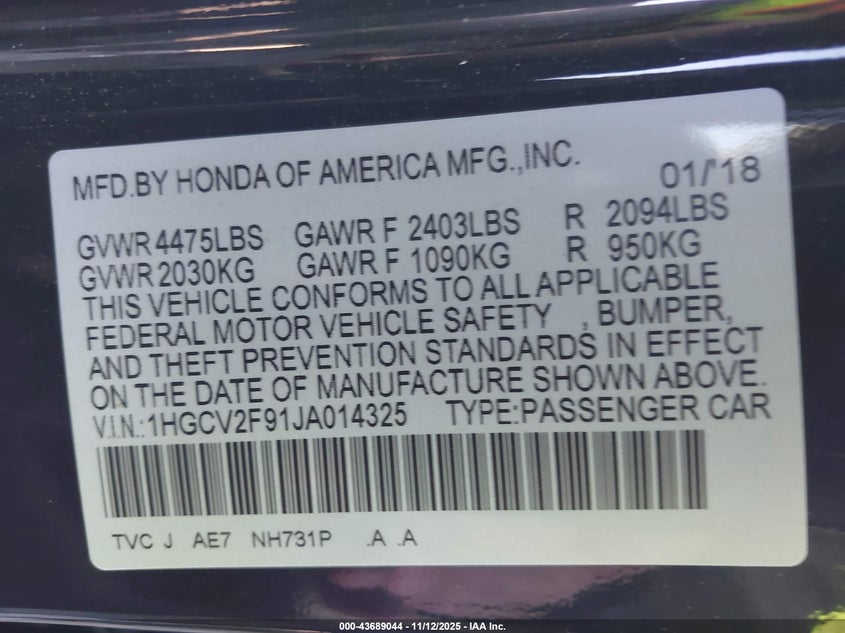 MFD.BY HONDA OF AMERICA MFG.,INC. 01/'18
GVWR 4475LBS GAWR F 2403LBS R 2094LBS
GVWR 2030KG GAWR F 1090KG R 950KG
THIS VEHICLE CONFORMS TO ALL APPLICABLE
FEDERAL MOTOR VEHICLE SAFETY , BUMPER,
AND THEFT PREVENTION STANDARDS IN EFFECT
ON THE DATE OF MANUFACTURE SHOWN ABOVE.
V.I.N.:1HGCV2F91JA014325 TYPE:PASSENGER CAR
TVC J AE7 NH731P .A .A
000-43689044 - 11/12/2025 - IAA Inc.